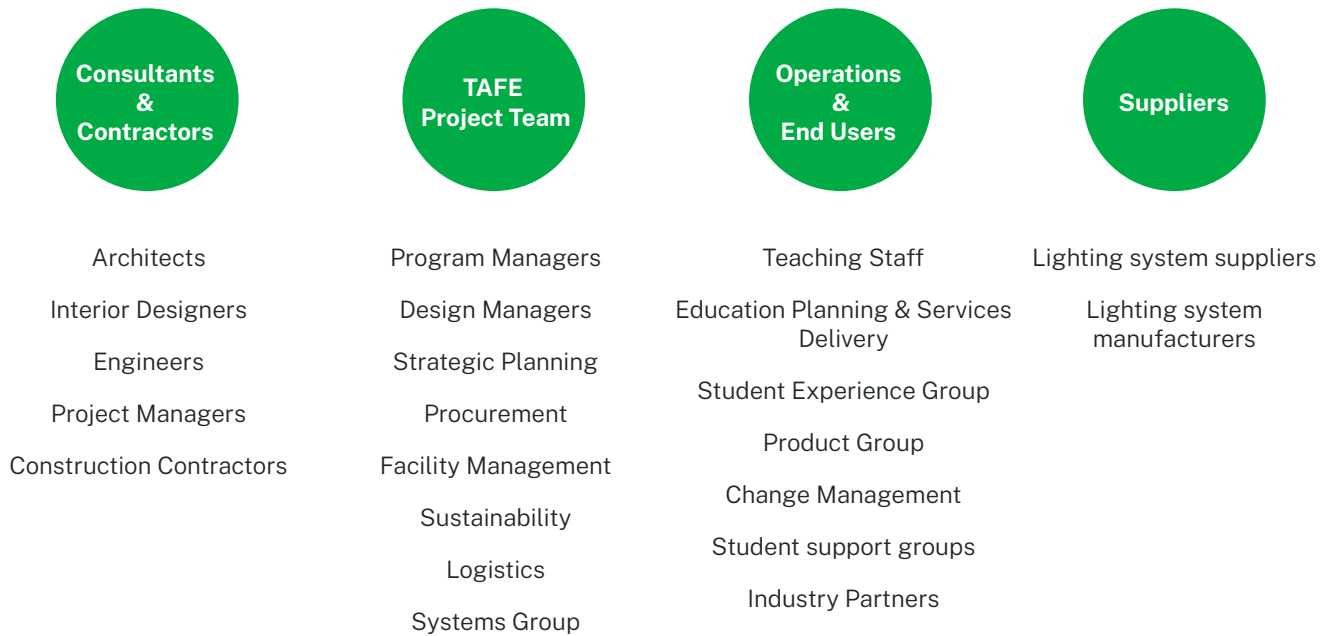 Consultants
&
Contractors
Architects
Interior Designers
Engineers
Project Managers
Construction Contractors
TAFE
Project Team
Program Managers
Design Managers
Strategic Planning
Procurement
Facility Management
Sustainability
Logistics
Systems Group
Operations
&
End Users
Teaching Staff
Education Planning & Services
Delivery
Student Experience Group
Product Group
Change Management
Student support groups
Industry Partners
Suppliers
Lighting system suppliers
Lighting system
manufacturers